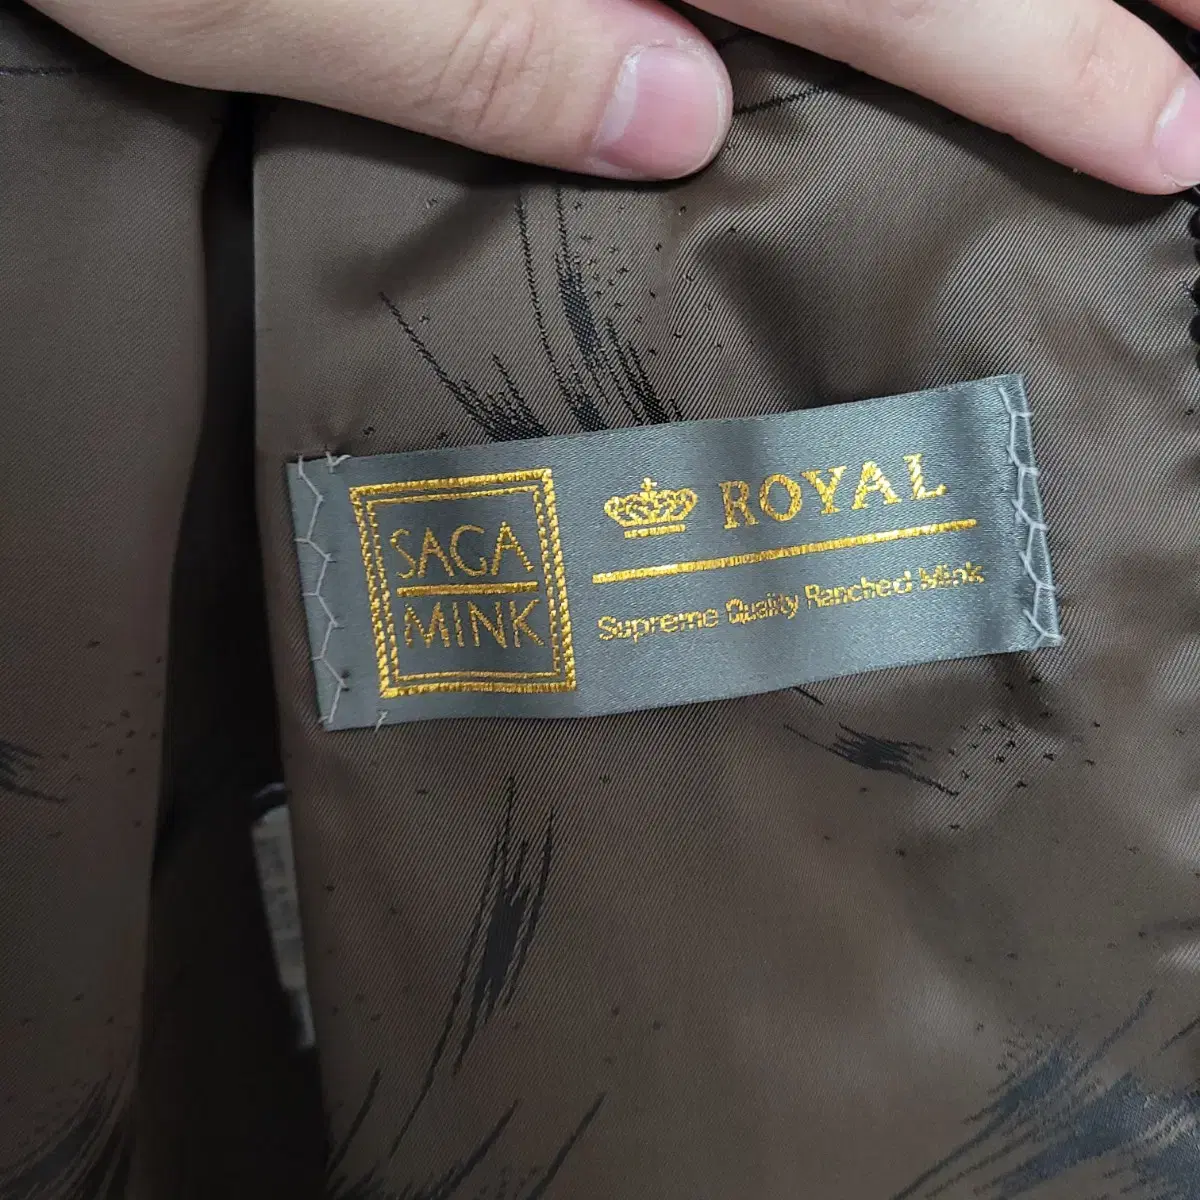 SAGA
MINK
ROYAL
Supreme Quality Ranched Mink